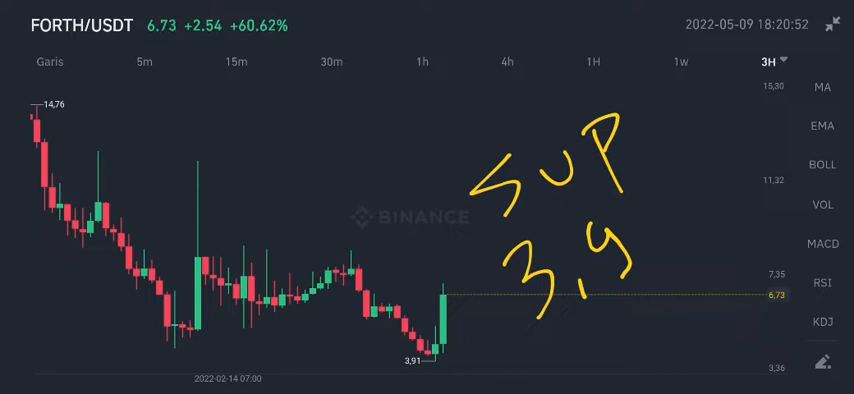 FORTH/USDT 6.73 +2.54 +60.62% 2022-05-09 18:20:52
Garis 5m 15m 30m 1h 4h 1H 1w 3H MA
14,76
15,30
EMA
SUP
BOLL
11,32
VOL
BINANCE
3.9
MACD
7,35
RSI
6,73
KDJ
3,91
3,36
2022-02-14 07:00